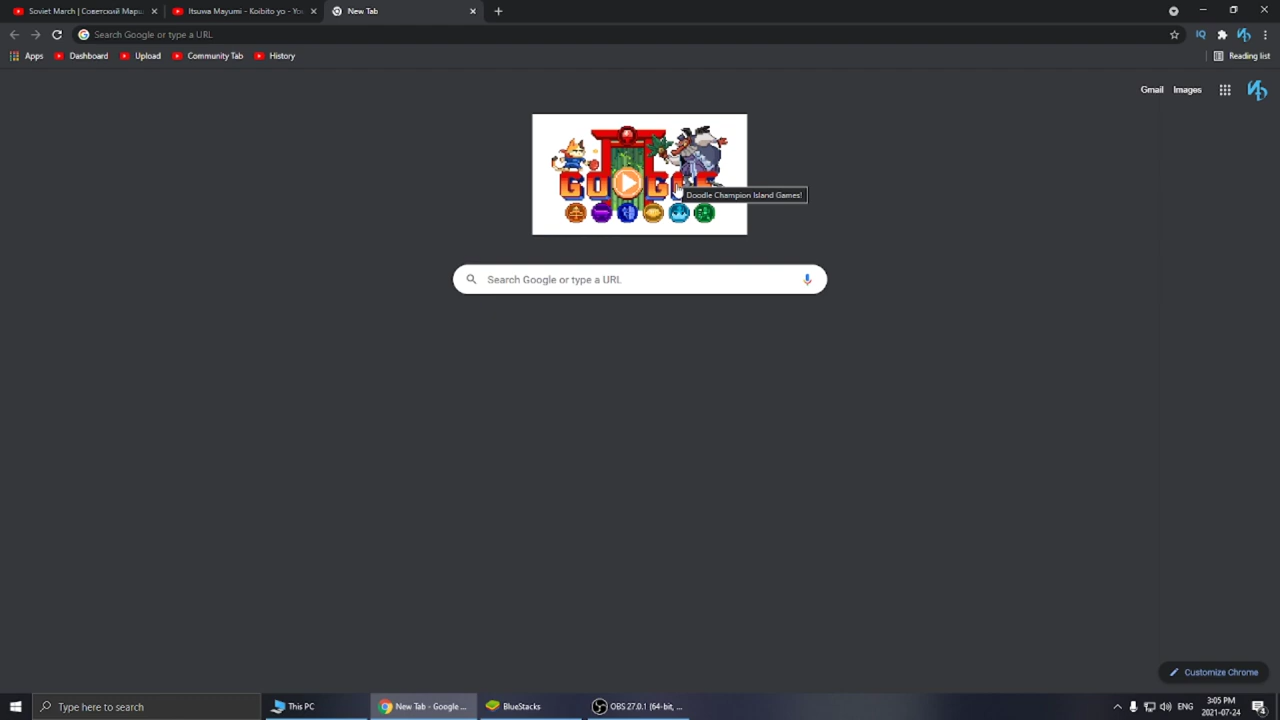 Soviet March | Советский Марш
Itsuwa Mayumi - Koibito yo - You
New Tab
Search Google or type a URL
Apps
Dashboard
Upload
Community Tab
History
Reading list
Gmail
Images
GOOGLE
Doodle Champion Island Games!
Search Google or type a URL
Customize Chrome
Type here to search
This PC
New Tab - Google ...
BlueStacks
OBS 27.0.1 (64-bit, ...
ENG
3:05 PM
2021-07-24